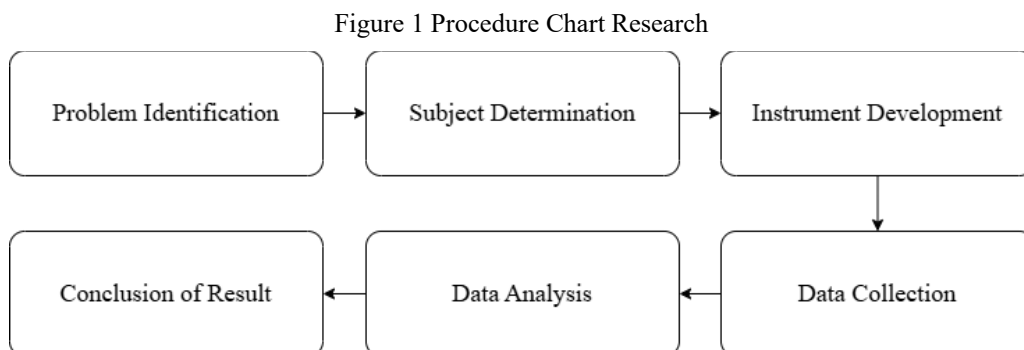 Figure 1 Procedure Chart Research
Problem Identification
Subject Determination
Instrument Development
Data Collection
Data Analysis
Conclusion of Result